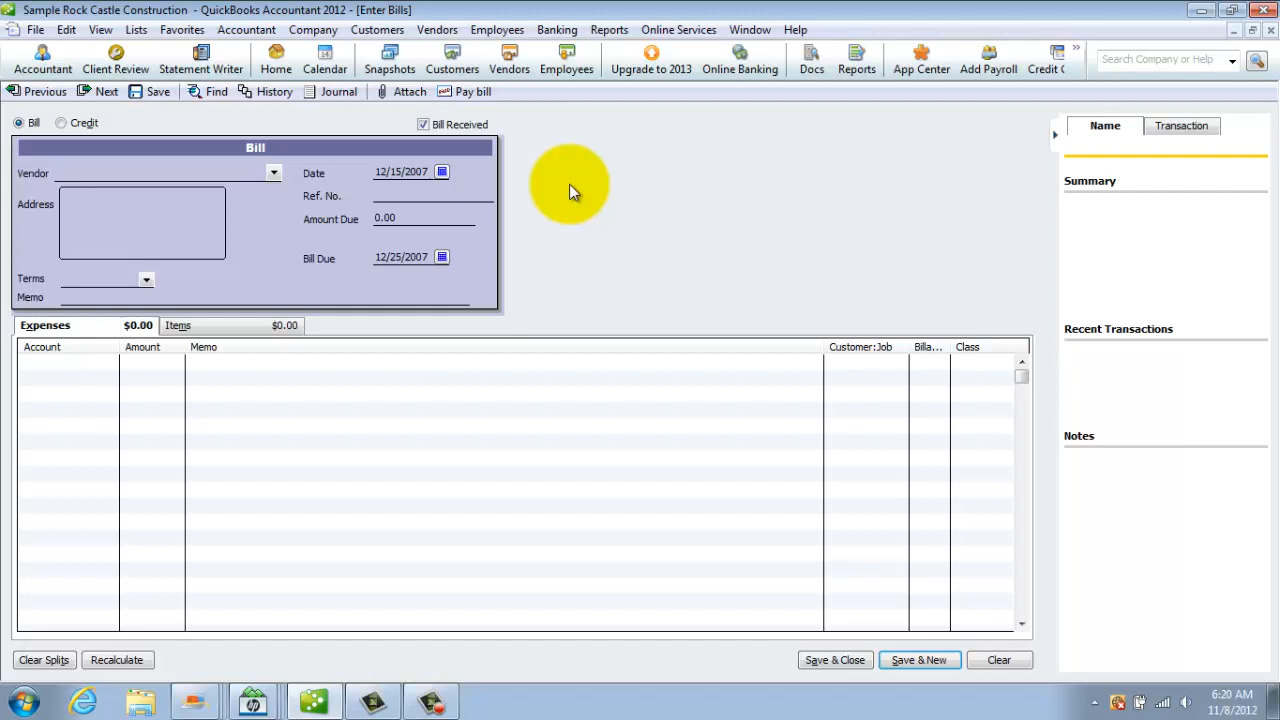 Sample Rock Castle Construction - QuickBooks Accountant 2012 - [Enter Bills]
File Edit View Lists Favorites Accountant Company Customers Vendors Employees Banking Reports Online Services Window Help
Accountant Client Review Statement Writer Home Calendar Snapshots Customers Vendors Employees Upgrade to 2013 Online Banking Docs Reports App Center Add Payroll Credit C Search Company or Help
Previous Next Save Find History Journal Attach Pay bill
Bill Credit Bill Received
Name Transaction
Bill
Vendor Date 12/15/2007
Summary
Address Ref. No.
Amount Due 0.00
Bill Due 12/25/2007
Terms
Memo
Expenses $0.00 Items $0.00
Recent Transactions
Account Amount Memo Customer:Job Billa... Class
Notes
Clear Splits Recalculate Save & Close Save & New Clear
hp
6:20 AM
11/8/2012